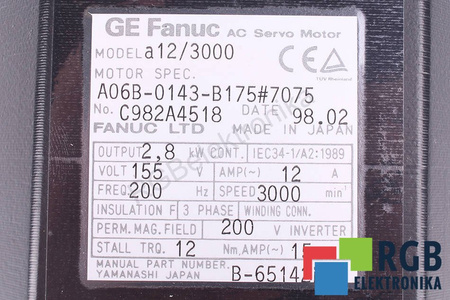 GE Fanuc AC Servo Motor
MODEL α12/3000
MOTOR SPEC.
A06B-0143-B175#7075
No. C982A4518 DATE 98.02
FANUC LTD MADE IN JAPAN
OUTPUT 2,8 kW CONT. IEC34-1/A2:1989
VOLT 155 V AMP(~) 12 A
FREQ. 200 Hz SPEED 3000 min⁻¹
INSULATION F 3 PHASE WINDING CONN.
PERM.MAG.FIELD 200 V INVERTER
STALL TRQ. 12 Nm,AMP(~) 15
MANUAL PART NUMBER
YAMANASHI JAPAN B-65142
RGB
ELEKTRONIKA